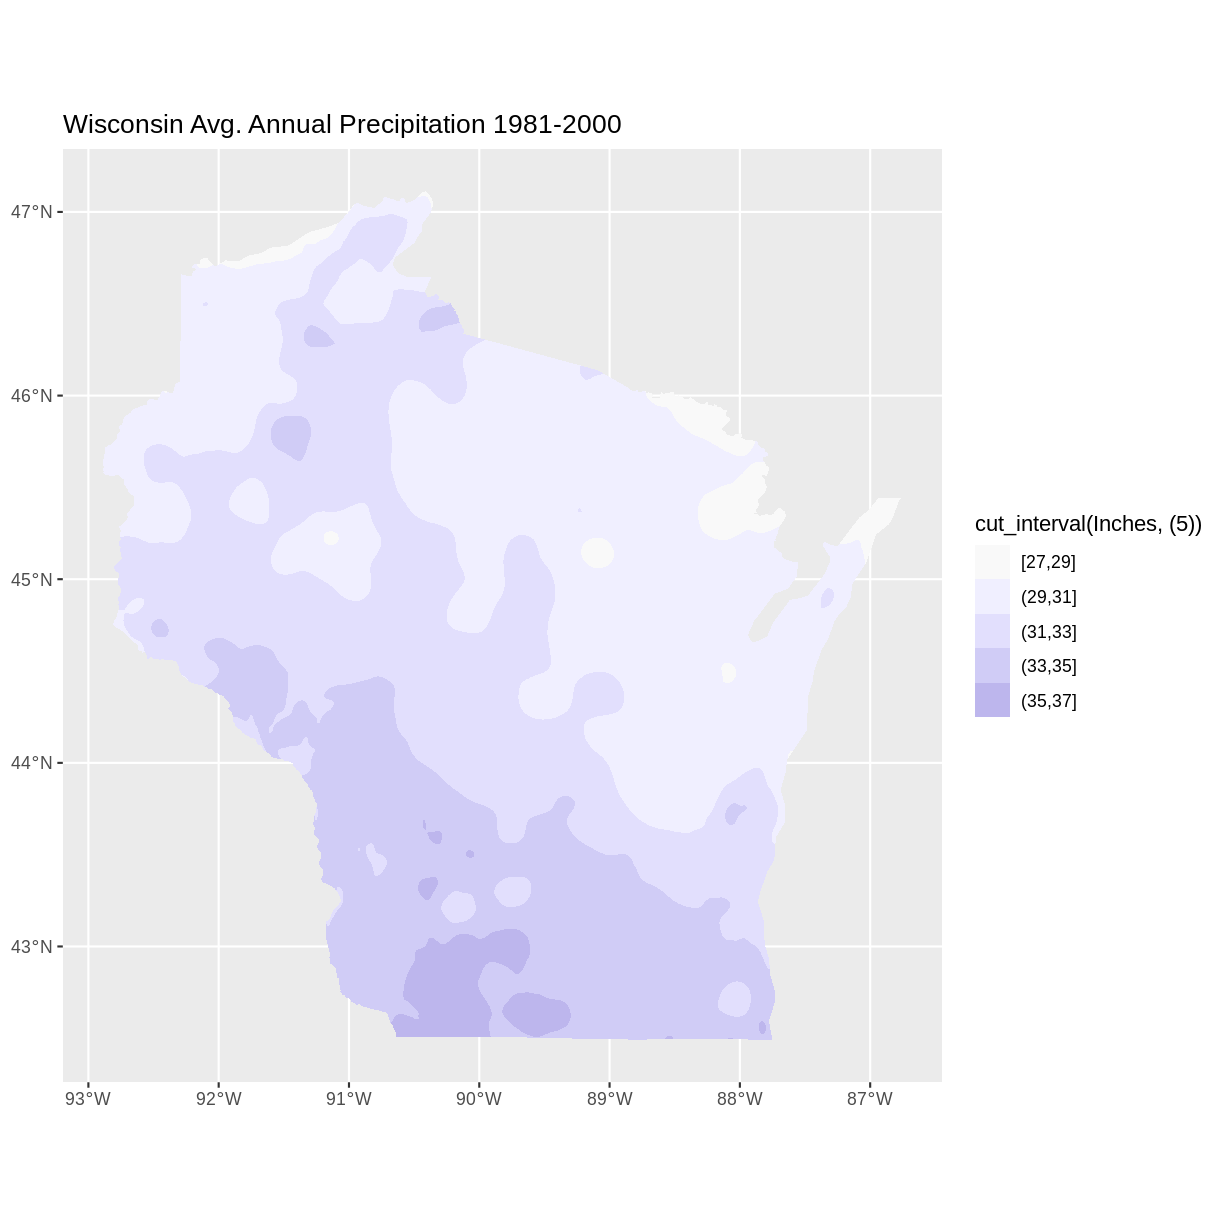 Wisconsin Avg. Annual Precipitation 1981-2000
47°N
46°N
45°N
44°N
43°N
93°W 92°W 91°W 90°W 89°W 88°W 87°W
cut_interval(Inches, (5))
[27,29]
(29,31]
(31,33]
(33,35]
(35,37]